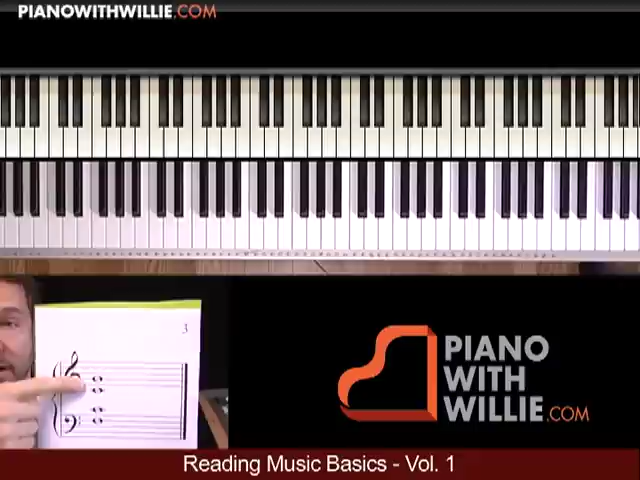 PIANOWITHWILLIE.COM
3
PIANO
WITH
WILLIE.COM
Reading Music Basics - Vol. 1